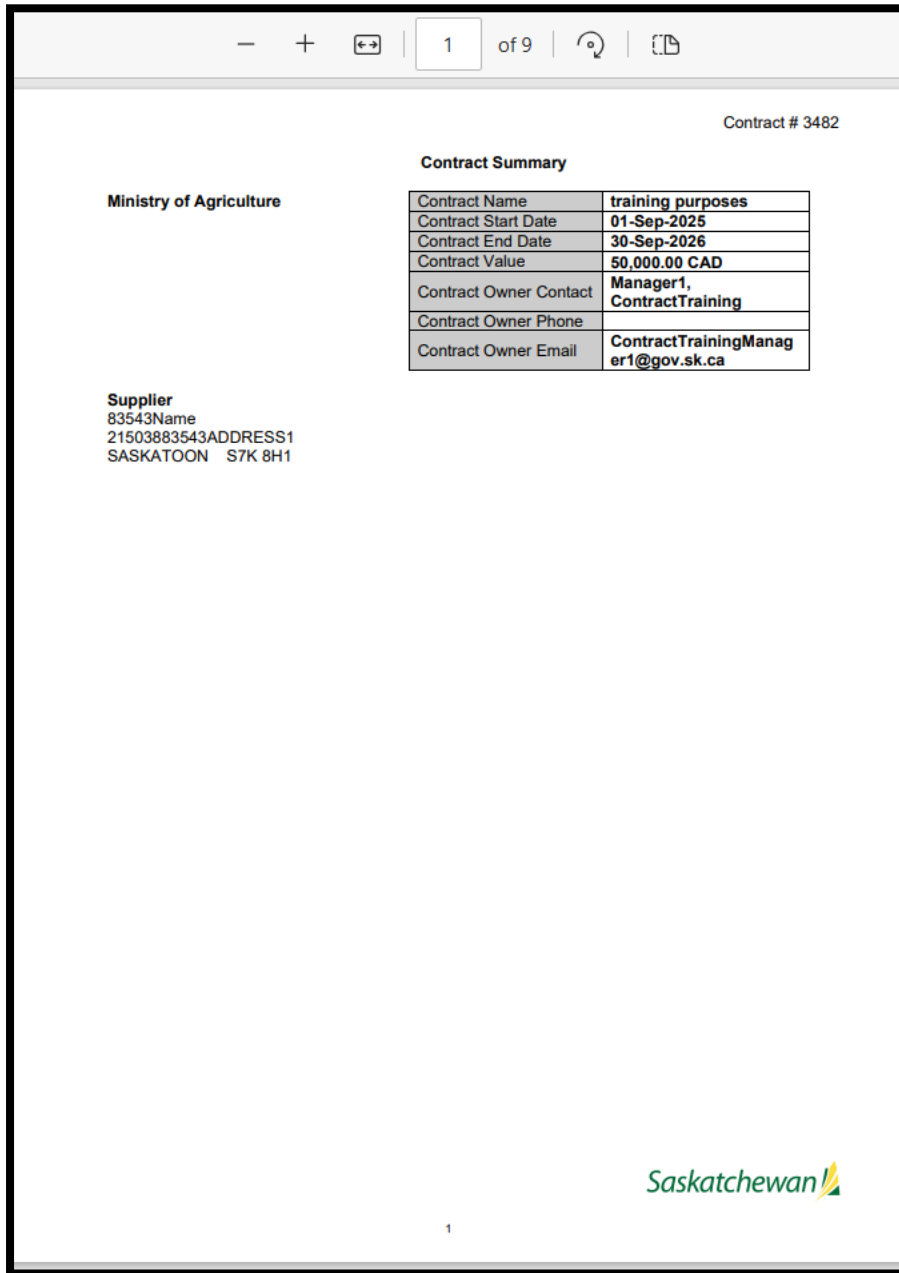 1 of 9
Contract # 3482
Contract Summary
Ministry of Agriculture
Contract Name training purposes
Contract Start Date 01-Sep-2025
Contract End Date 30-Sep-2026
Contract Value 50,000.00 CAD
Contract Owner Contact Manager1,
ContractTraining
Contract Owner Phone
Contract Owner Email ContractTrainingManag
er1@gov.sk.ca
Supplier
83543Name
21503883543ADDRESS1
SASKATOON S7K 8H1
Saskatchewan
1